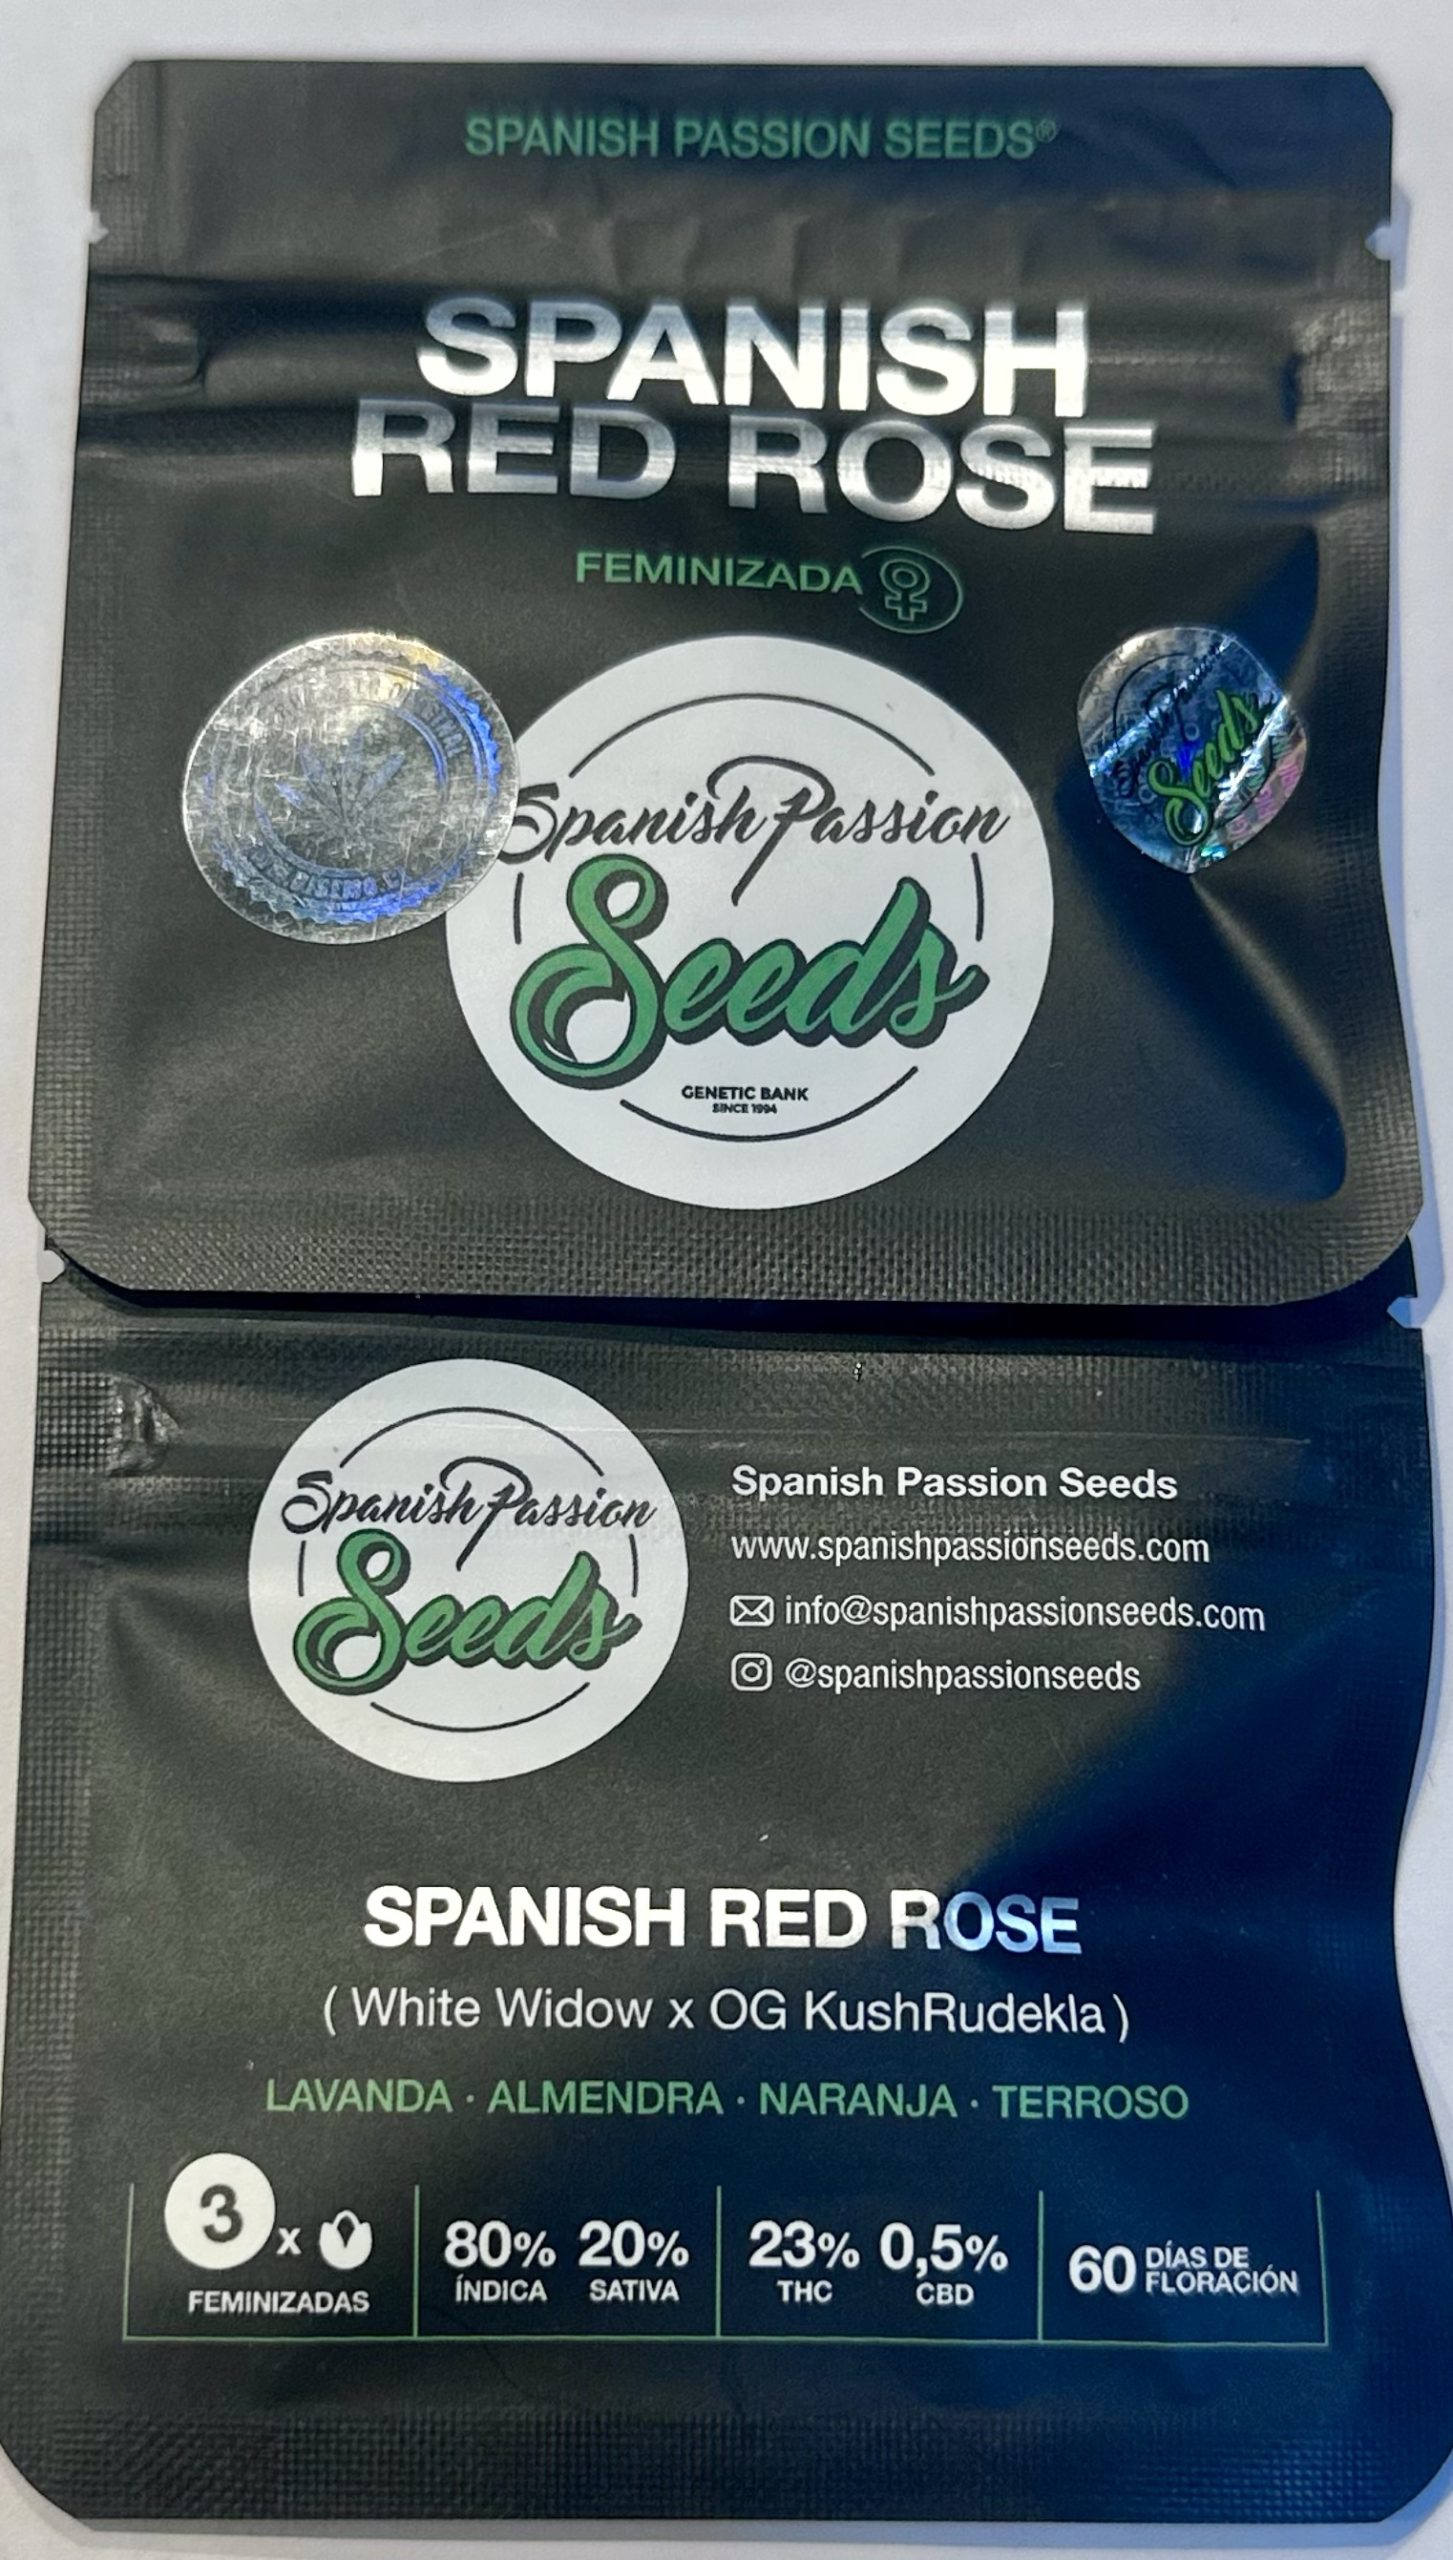 SPANISH PASSION SEEDS®
SPANISH
RED ROSE
FEMINIZADA
Seeds
Spanish Passion
Seeds
GENETIC BANK
SINCE 1994
Spanish Passion
Seeds
Spanish Passion Seeds
www.spanishpassionseeds.com
info@spanishpassionseeds.com
@spanishpassionseeds
SPANISH RED ROSE
( White Widow x OG KushRudekla )
LAVANDA · ALMENDRA · NARANJA · TERROSO
3 x
FEMINIZADAS
80% 20%
ÍNDICA SATIVA
23% 0,5%
THC CBD
60 DÍAS DE
FLORACIÓN